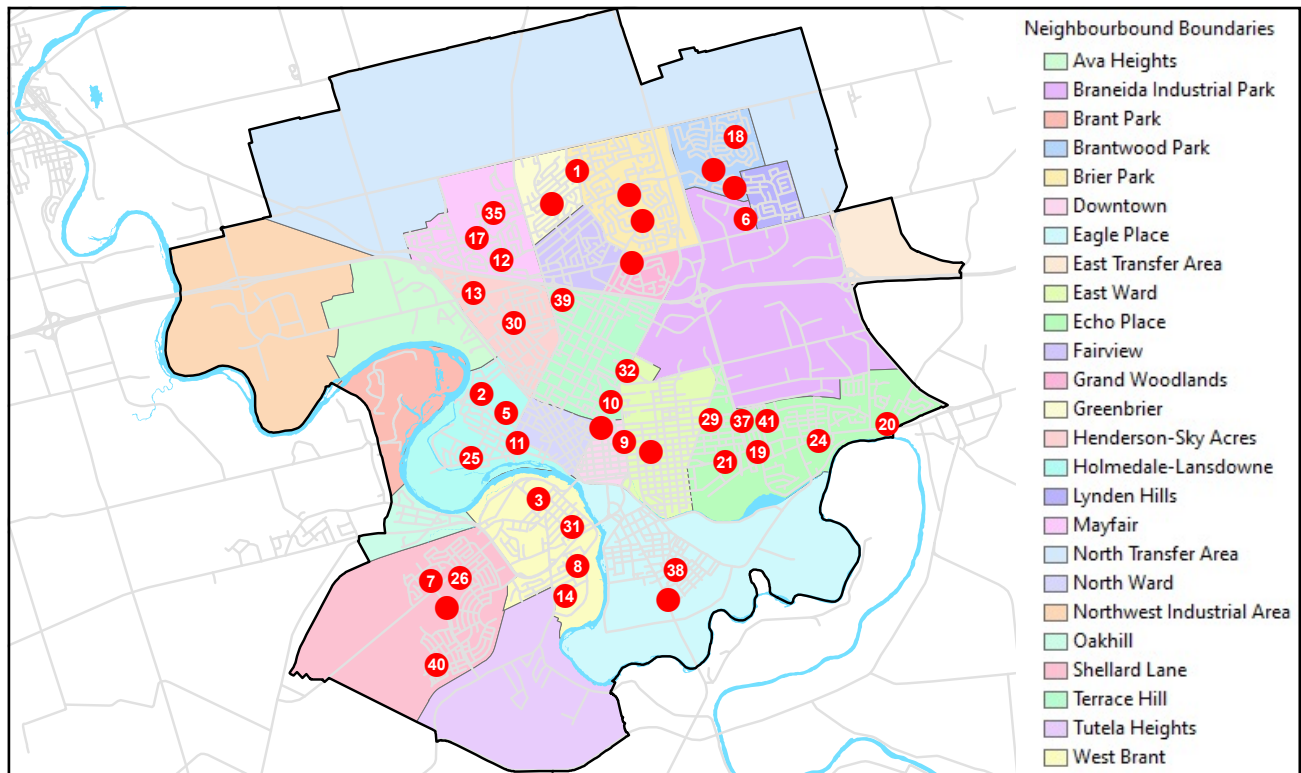 Neighbourbound Boundaries
Ava Heights
Braneida Industrial Park
Brant Park
Brantwood Park
Brier Park
Downtown
Eagle Place
East Transfer Area
East Ward
Echo Place
Fairview
Grand Woodlands
Greenbrier
Henderson-Sky Acres
Holmedale-Lansdowne
Lynden Hills
Mayfair
North Transfer Area
North Ward
Northwest Industrial Area
Oakhill
Shellard Lane
Terrace Hill
Tutela Heights
West Brant
18
1
35
6
17
12
13
39
30
32
2
10
5
29
37
41
20
11
9
24
25
21
19
3
31
8
38
7
26
14
40